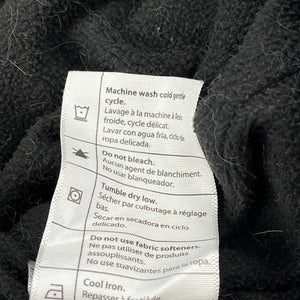 Machine wash cold gentle
cycle.
Lavage à la machine à l'eau
froide, cycle délicat.
Lavar con agua fría, ciclo de
ropa delicada.
Do not bleach.
Aucun agent de blanchiment.
No usar blanqueador.
Tumble dry low.
Sécher par culbutage à réglage
bas.
Secar en secadora en ciclo
delicado.
Do not use fabric softeners.
Ne pas utiliser de produits
assouplissants.
No use suavizantes para la ropa.
Cool Iron.
Repasser à